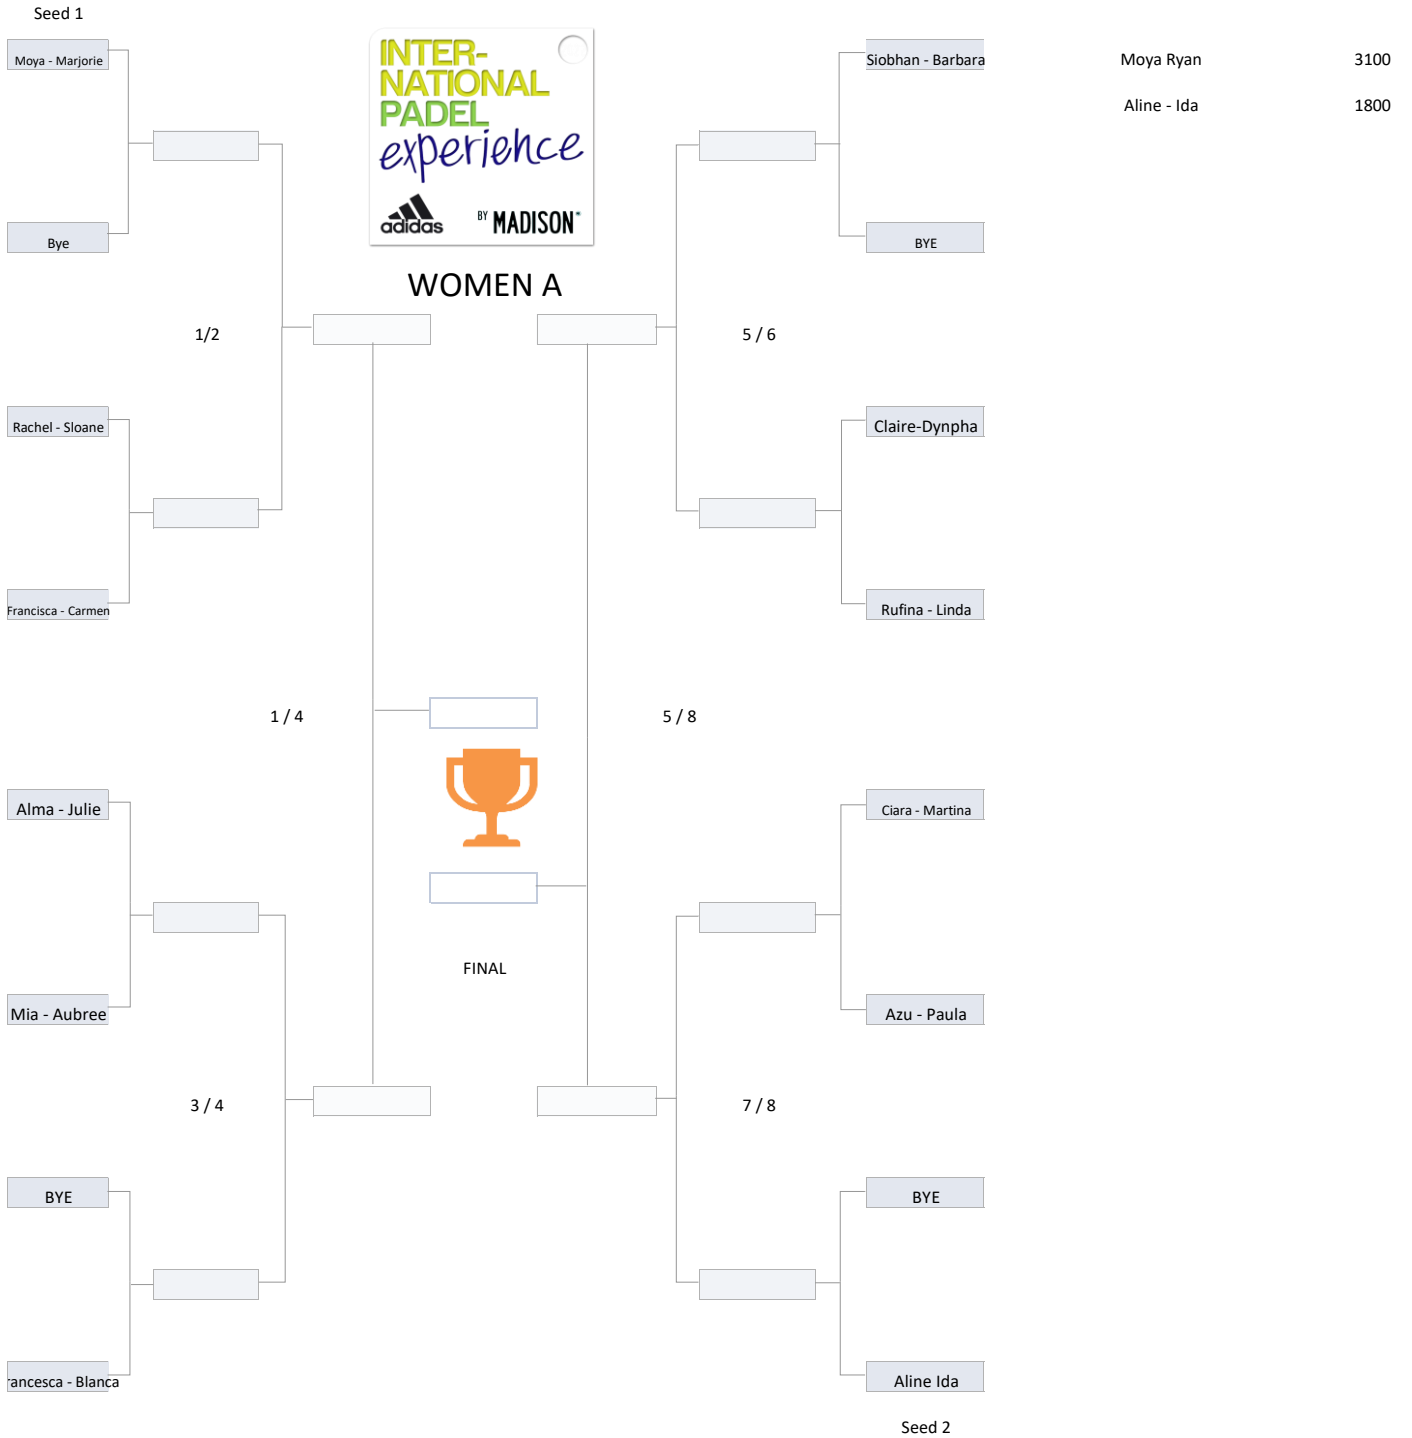 Seed 1
Moya - Marjorie
Siobhan - Barbara
Moya Ryan
3100
Aline - Ida
1800
INTER-
NATIONAL
PADEL
experience
adidas
BY MADISON*
Bye
BYE
WOMEN A
1/2
5 / 6
Rachel - Sloane
Claire-Dynpha
Francisca - Carmen
Rufina - Linda
1 / 4
5 / 8
Alma - Julie
Ciara - Martina
FINAL
Mia - Aubree
Azu - Paula
3 / 4
7 / 8
BYE
BYE
rancesca - Blanca
Aline Ida
Seed 2